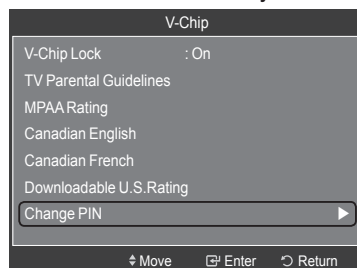 V-Chip
V-Chip Lock : On
TV Parental Guidelines
MPAA Rating
Canadian English
Canadian French
Downloadable U.S.Rating
Change PIN
Move Enter Return